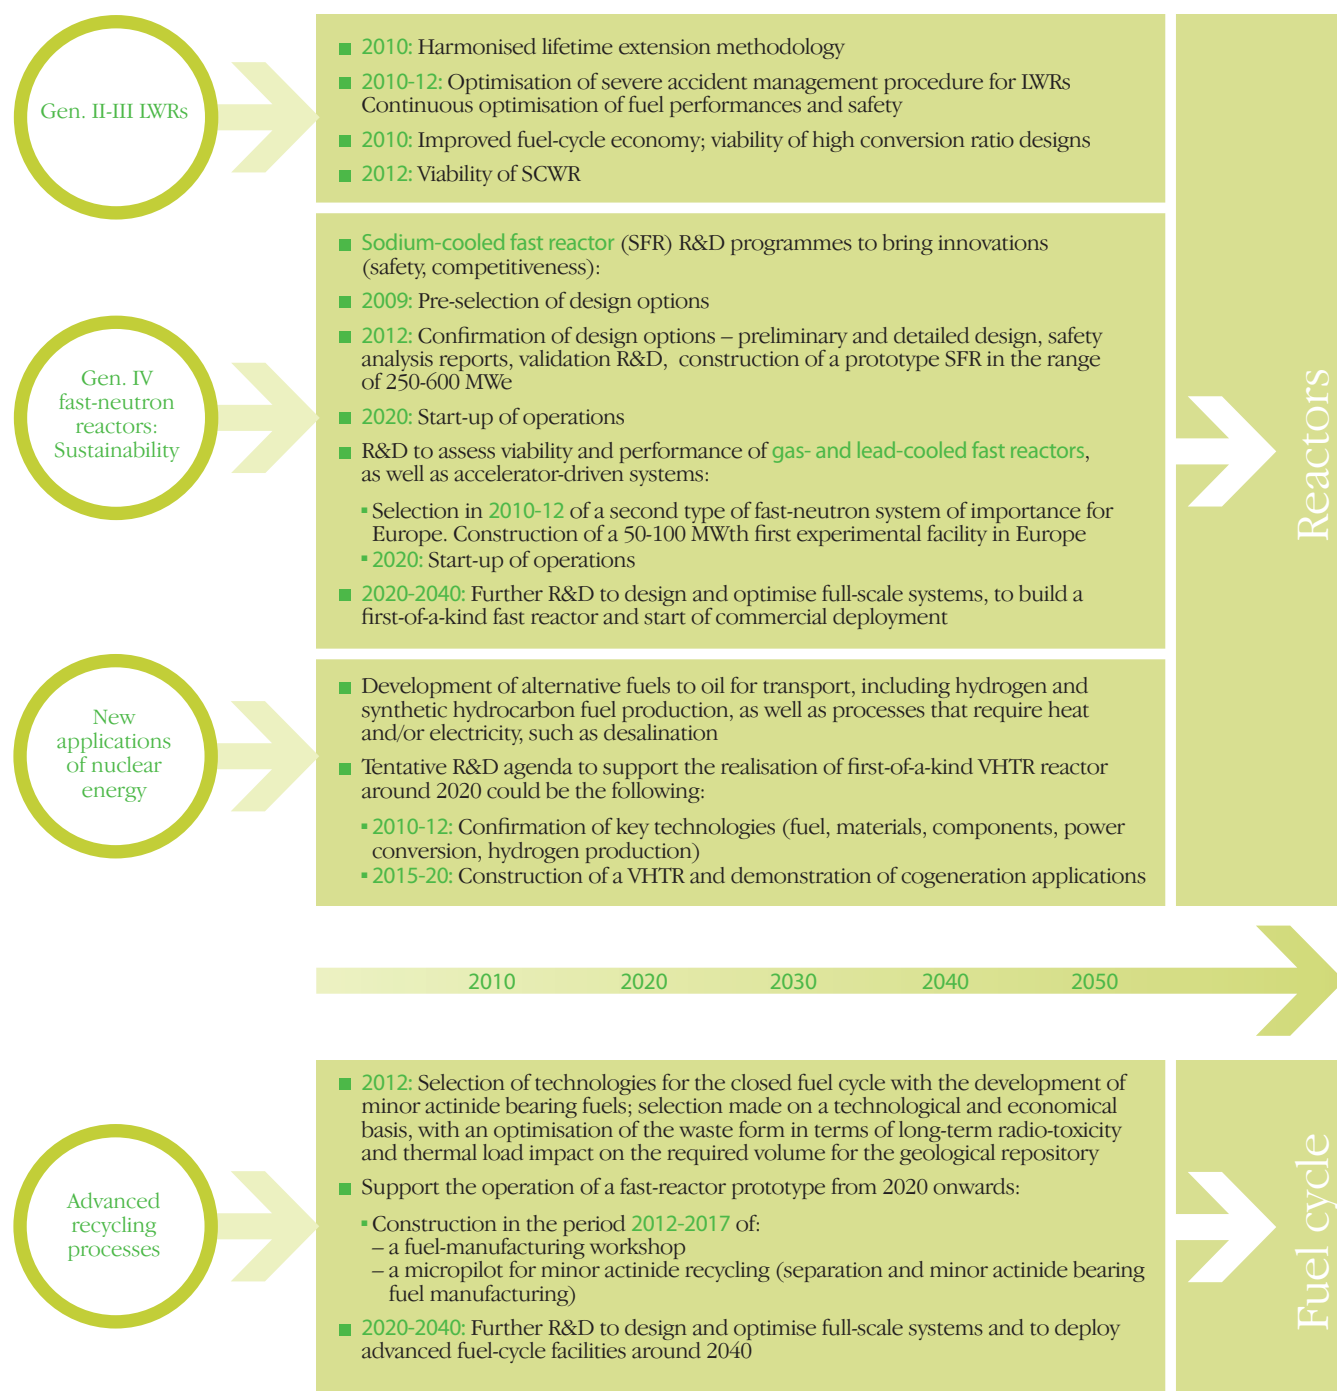 Gen. II-III LWRs
2010: Harmonised lifetime extension methodology
2010-12: Optimisation of severe accident management procedure for LWRs
Continuous optimisation of fuel performances and safety
2010: Improved fuel-cycle economy; viability of high conversion ratio designs
2012: Viability of SCWR
Gen. IV
fast-neutron
reactors:
Sustainability
Sodium-cooled fast reactor (SFR) R&D programmes to bring innovations
(safety, competitiveness):
2009: Pre-selection of design options
2012: Confirmation of design options – preliminary and detailed design, safety
analysis reports, validation R&D, construction of a prototype SFR in the range
of 250-600 MWe
2020: Start-up of operations
R&D to assess viability and performance of gas- and lead-cooled fast reactors,
as well as accelerator-driven systems:
Selection in 2010-12 of a second type of fast-neutron system of importance for
Europe. Construction of a 50-100 MWth first experimental facility in Europe
2020: Start-up of operations
2020-2040: Further R&D to design and optimise full-scale systems, to build a
first-of-a-kind fast reactor and start of commercial deployment
New
applications
of nuclear
energy
Development of alternative fuels to oil for transport, including hydrogen and
synthetic hydrocarbon fuel production, as well as processes that require heat
and/or electricity, such as desalination
Tentative R&D agenda to support the realisation of first-of-a-kind VHTR reactor
around 2020 could be the following:
2010-12: Confirmation of key technologies (fuel, materials, components, power
conversion, hydrogen production)
2015-20: Construction of a VHTR and demonstration of cogeneration applications
Reactors
2010 2020 2030 2040 2050
Advanced
recycling
processes
2012: Selection of technologies for the closed fuel cycle with the development of
minor actinide bearing fuels; selection made on a technological and economical
basis, with an optimisation of the waste form in terms of long-term radio-toxicity
and thermal load impact on the required volume for the geological repository
Support the operation of a fast-reactor prototype from 2020 onwards:
Construction in the period 2012-2017 of:
– a fuel-manufacturing workshop
– a micropilot for minor actinide recycling (separation and minor actinide bearing
fuel manufacturing)
2020-2040: Further R&D to design and optimise full-scale systems and to deploy
advanced fuel-cycle facilities around 2040
Fuel cycle